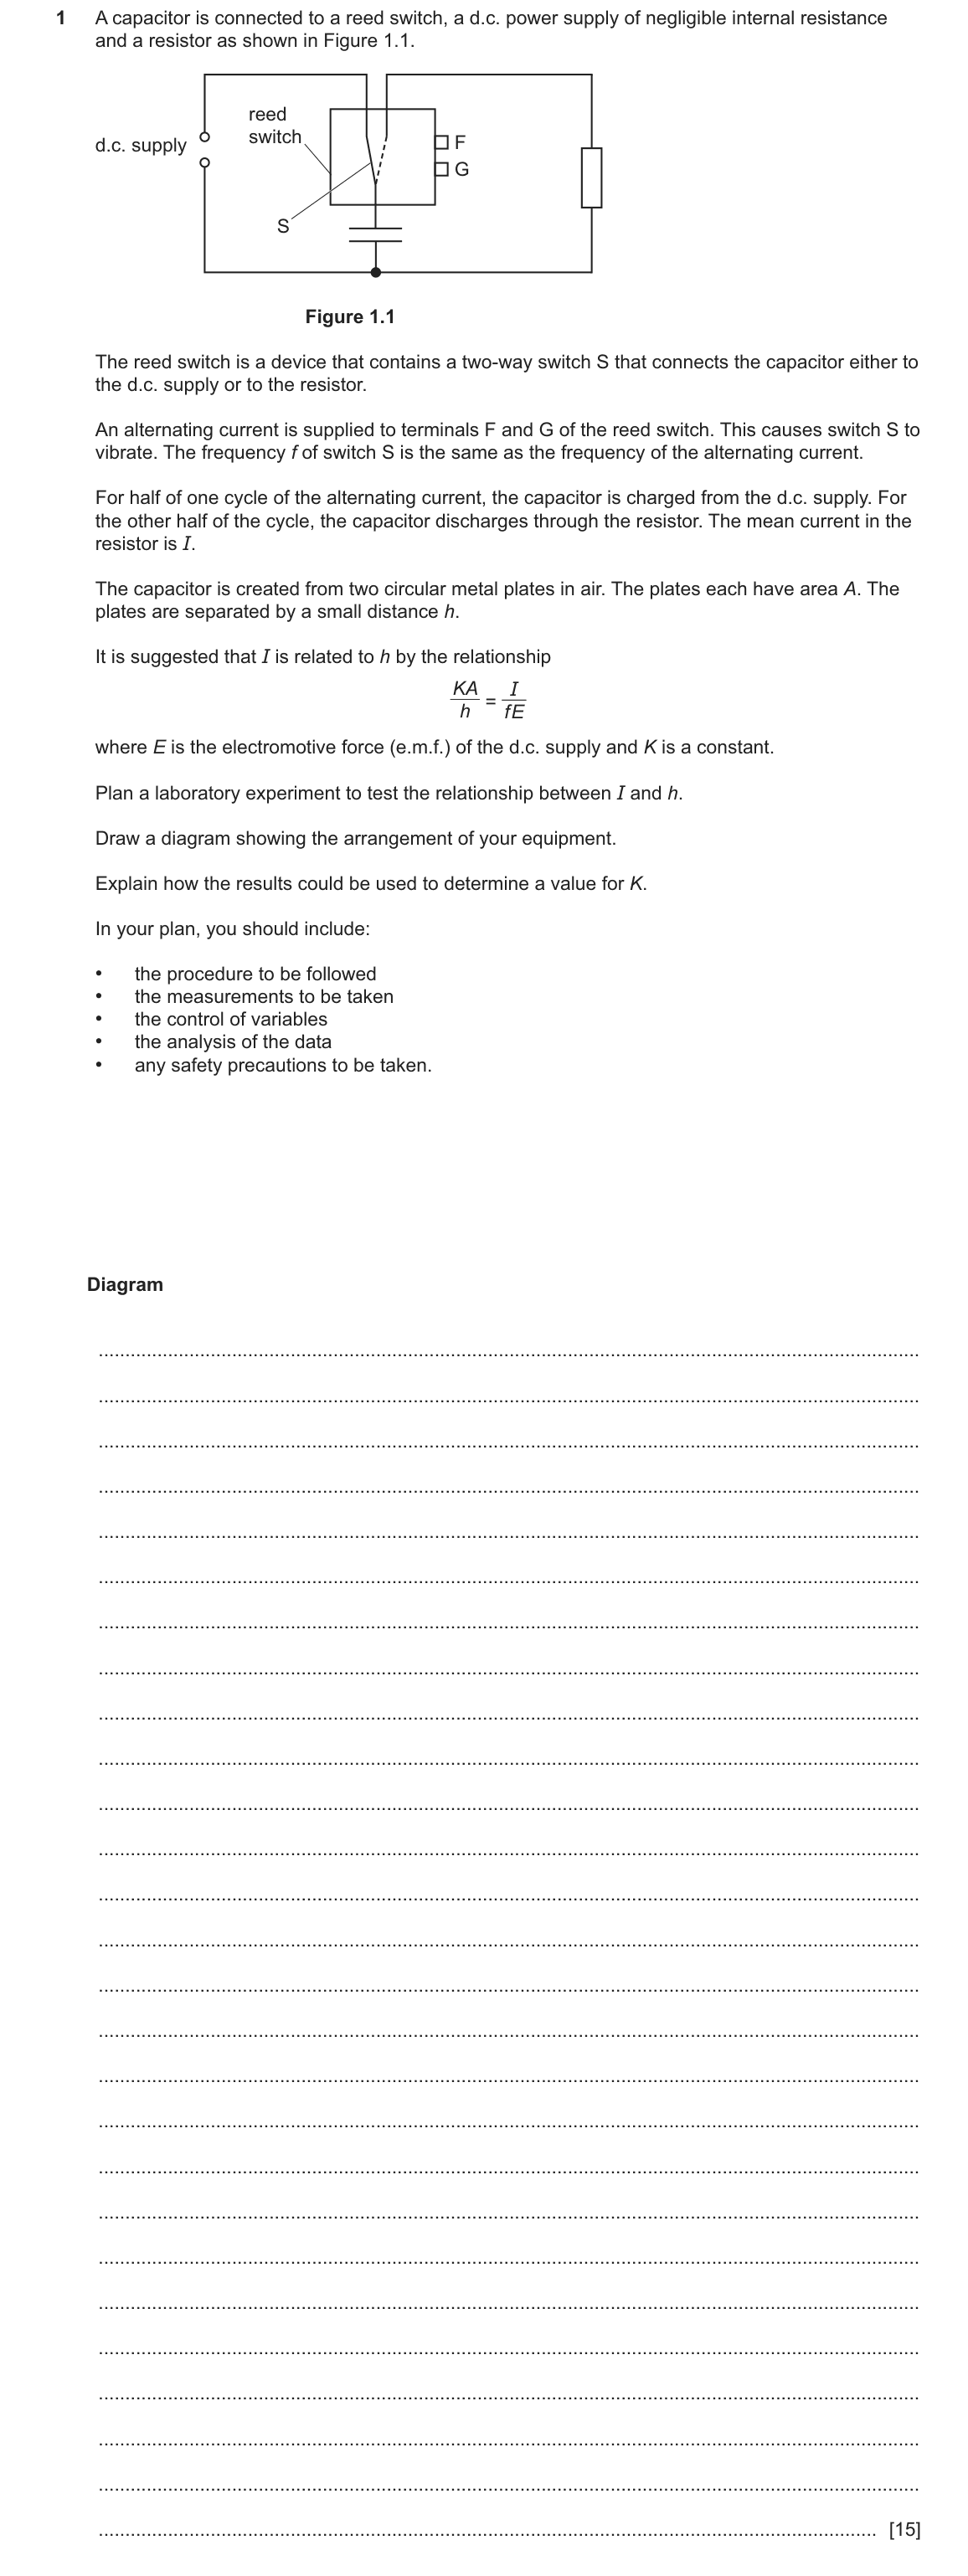 1 A capacitor is connected to a reed switch, a d.c. power supply of negligible internal resistance
and a resistor as shown in Figure 1.1.
reed
switch
d.c. supply
F
G
S
Figure 1.1
The reed switch is a device that contains a two-way switch S that connects the capacitor either to
the d.c. supply or to the resistor.
An alternating current is supplied to terminals F and G of the reed switch. This causes switch S to
vibrate. The frequency f of switch S is the same as the frequency of the alternating current.
For half of one cycle of the alternating current, the capacitor is charged from the d.c. supply. For
the other half of the cycle, the capacitor discharges through the resistor. The mean current in the
resistor is I.
The capacitor is created from two circular metal plates in air. The plates each have area A. The
plates are separated by a small distance h.
It is suggested that I is related to h by the relationship
KA/h = I/fE
where E is the electromotive force (e.m.f.) of the d.c. supply and K is a constant.
Plan a laboratory experiment to test the relationship between I and h.
Draw a diagram showing the arrangement of your equipment.
Explain how the results could be used to determine a value for K.
In your plan, you should include:
• the procedure to be followed
• the measurements to be taken
• the control of variables
• the analysis of the data
• any safety precautions to be taken.
Diagram
[15]